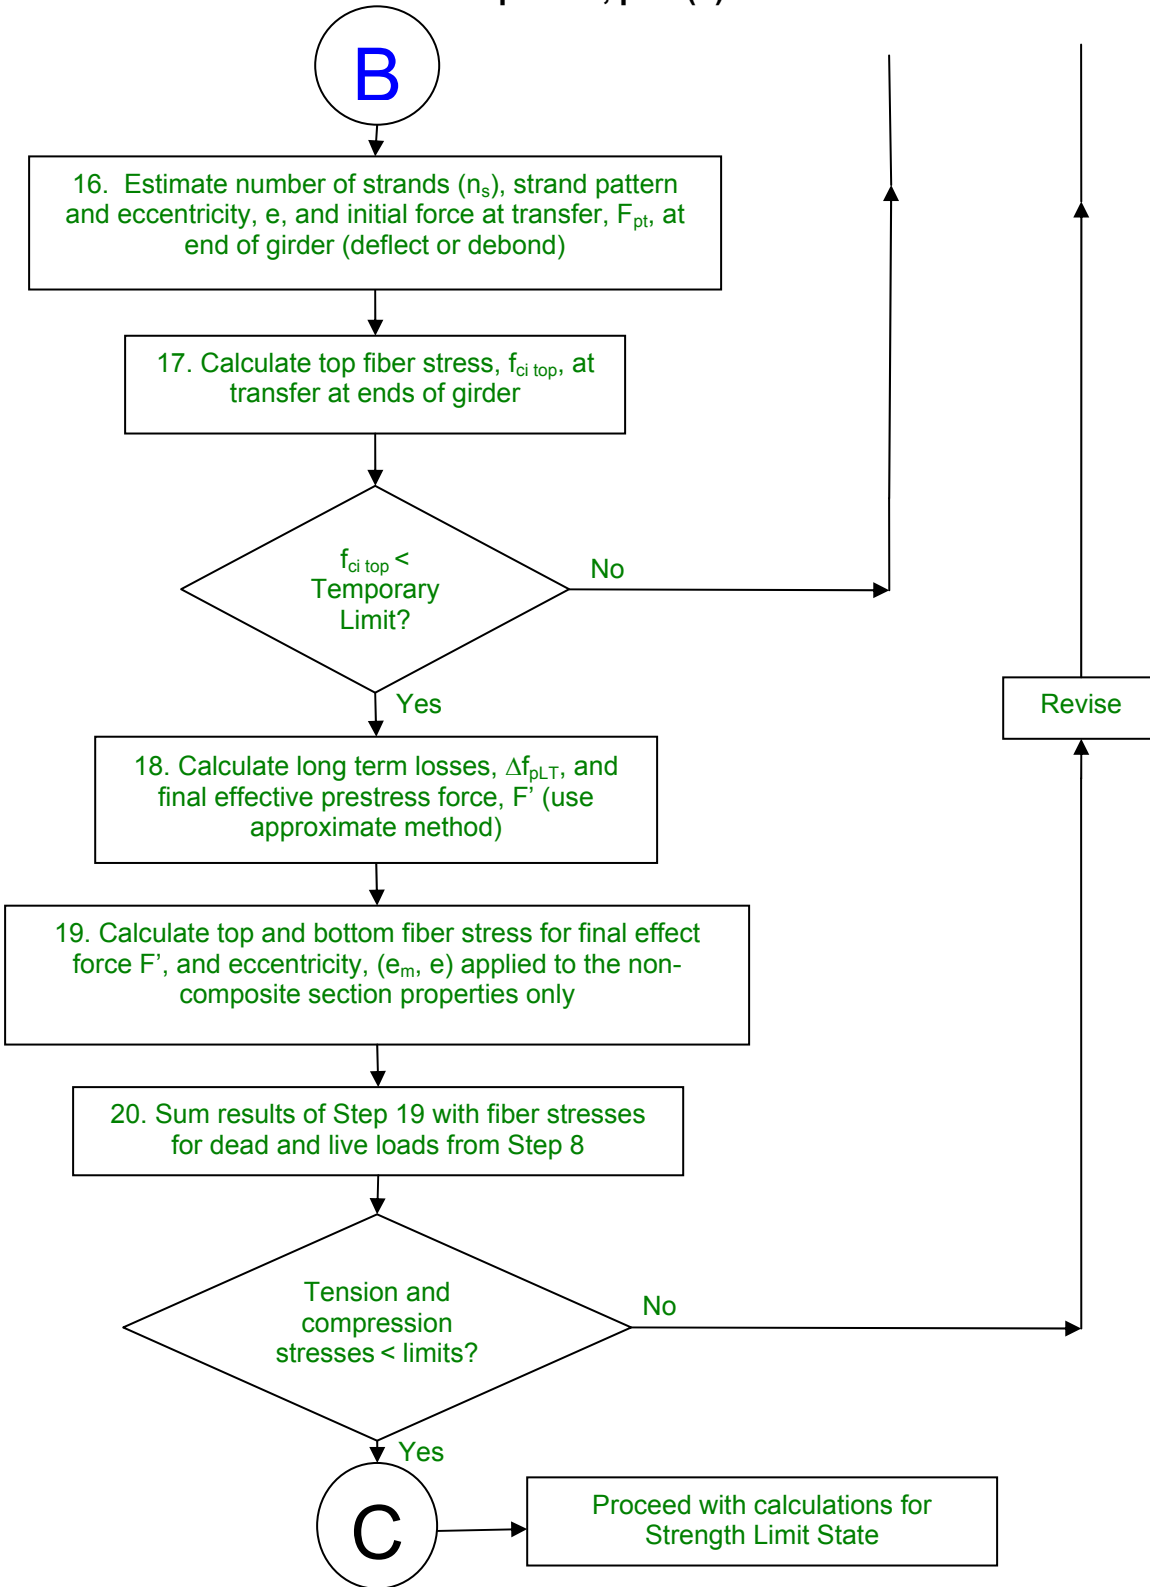 B
16.  Estimate number of strands (ns), strand pattern
and eccentricity, e, and initial force at transfer, Fpt, at
end of girder (deflect or debond)
17. Calculate top fiber stress, fci top, at
transfer at ends of girder
fci top <
Temporary
Limit?
No
Yes
Revise
18. Calculate long term losses, ΔfpLT, and
final effective prestress force, F’ (use
approximate method)
19. Calculate top and bottom fiber stress for final effect
force F’, and eccentricity, (em, e) applied to the non-
composite section properties only
20. Sum results of Step 19 with fiber stresses
for dead and live loads from Step 8
Tension and
compression
stresses < limits?
No
Yes
C
Proceed with calculations for
Strength Limit State